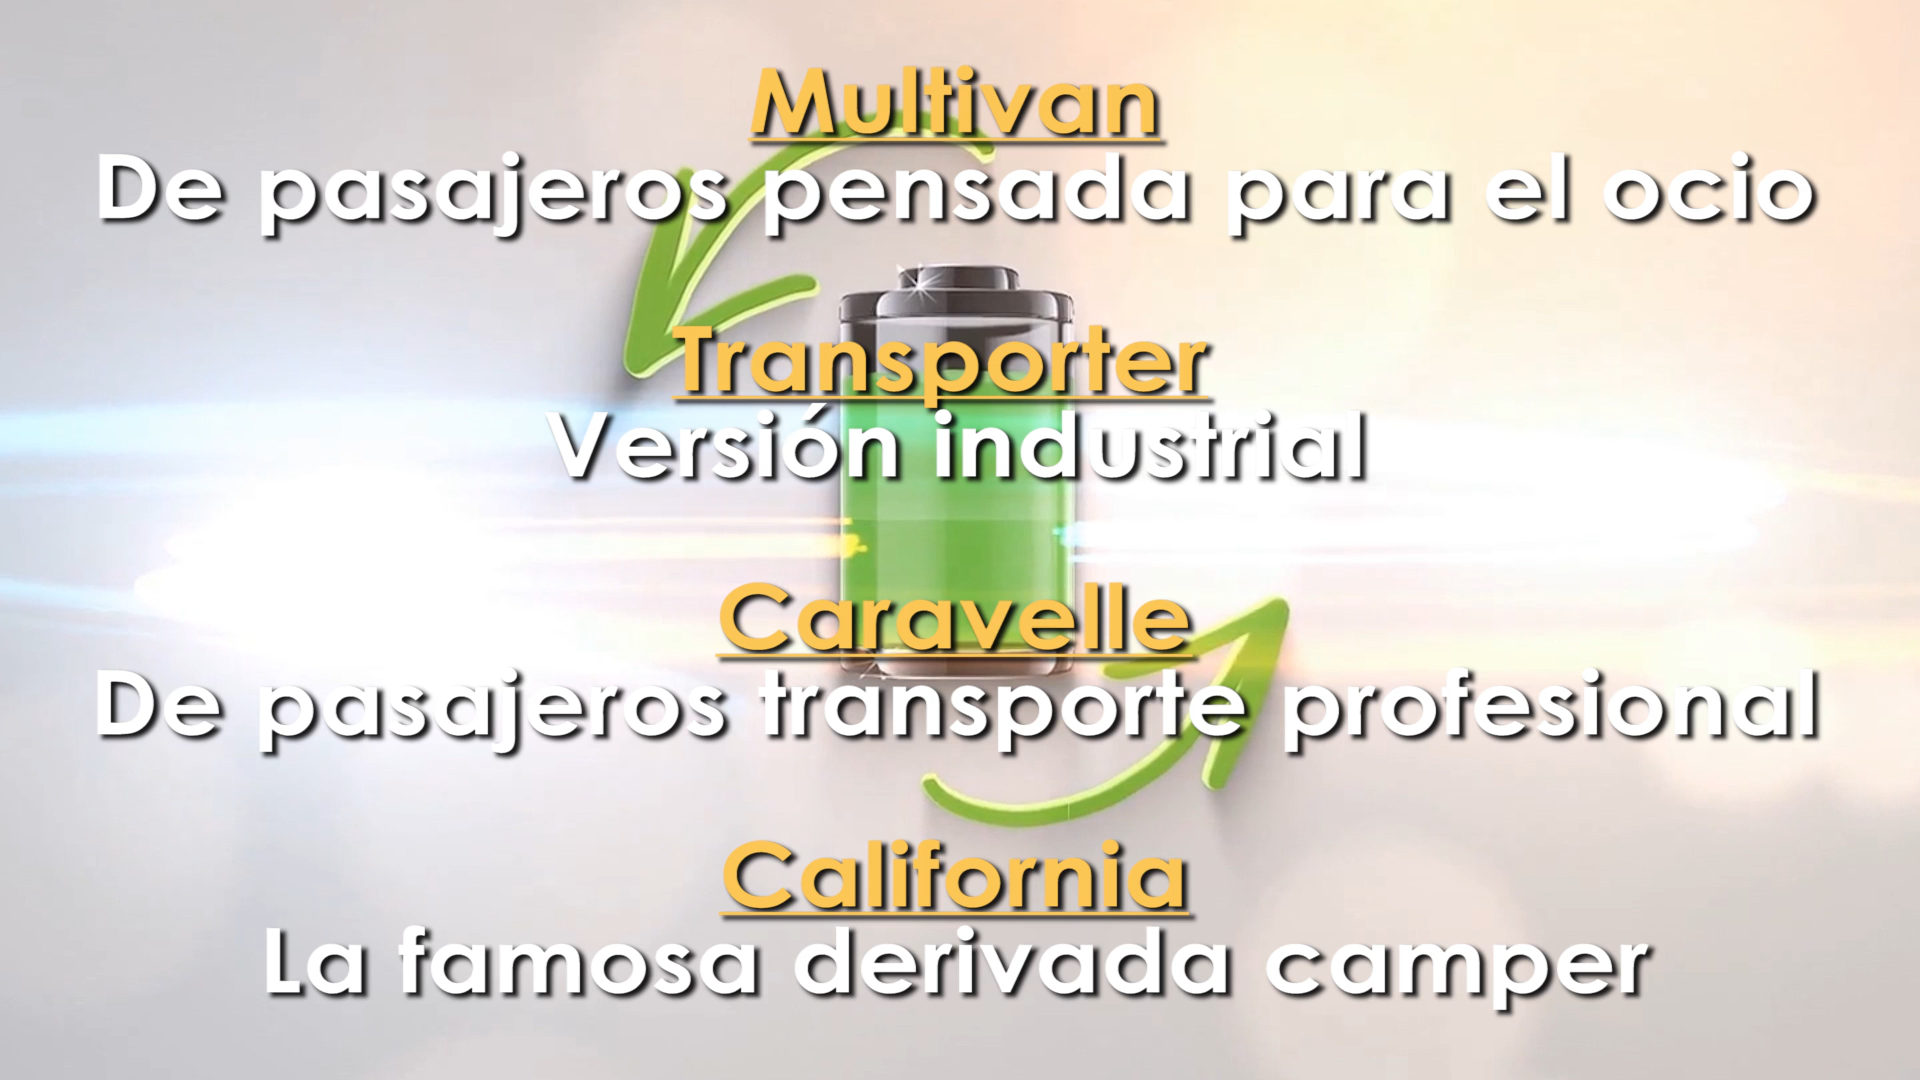 Multivan
De pasajeros pensada para el ocio
Transporter
Versión industrial
Caravelle
De pasajeros transporte profesional
California
La famosa derivada camper